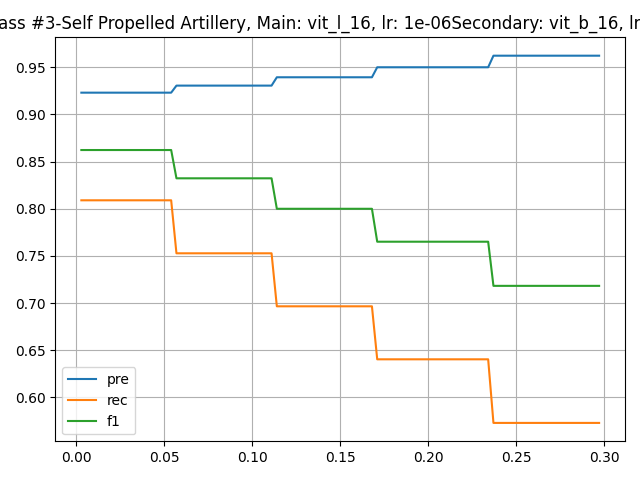 ass #3-Self Propelled Artillery, Main: vit_l_16, lr: 1e-06Secondary: vit_b_16, lr
0.95
0.90
0.85
0.80
0.75
0.70
0.65
0.60
pre
rec
f1
0.00 0.05 0.10 0.15 0.20 0.25 0.30